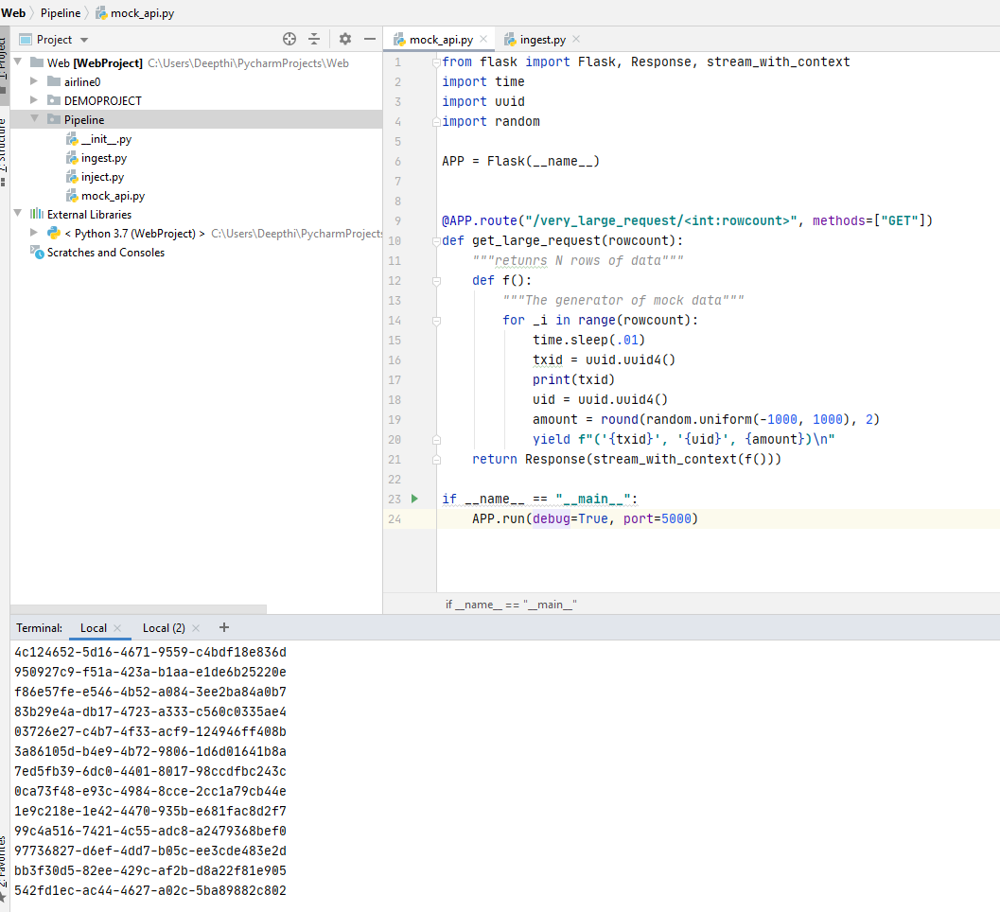 Web Pipeline mock_api.py
Project
mock_api.py ingest.py
1: Project
Web [WebProject] C:\Users\Deepthi\PycharmProjects\Web
airline0
DEMOPROJECT
Pipeline
__init__.py
ingest.py
inject.py
mock_api.py
External Libraries
< Python 3.7 (WebProject) > C:\Users\Deepthi\PycharmProjects
Scratches and Consoles
7: Structure
1 from flask import Flask, Response, stream_with_context
2 import time
3 import uuid
4 import random
5
6 APP = Flask(__name__)
7
8
9 @APP.route("/very_large_request/<int:rowcount>", methods=["GET"])
10 def get_large_request(rowcount):
11 """retunrs N rows of data"""
12 def f():
13 """The generator of mock data"""
14 for _i in range(rowcount):
15 time.sleep(.01)
16 txid = uuid.uuid4()
17 print(txid)
18 uid = uuid.uuid4()
19 amount = round(random.uniform(-1000, 1000), 2)
20 yield f"('{txid}', '{uid}', {amount})\n"
21 return Response(stream_with_context(f()))
22
23 if __name__ == "__main__":
24 APP.run(debug=True, port=5000)
if __name__ == "__main__"
Terminal: Local Local (2)
4c124652-5d16-4671-9559-c4bdf18e836d
950927c9-f51a-423a-b1aa-e1de6b25220e
f86e57fe-e546-4b52-a084-3ee2ba84a0b7
83b29e4a-db17-4723-a333-c560c0335ae4
03726e27-c4b7-4f33-acf9-124946ff408b
3a86105d-b4e9-4b72-9806-1d6d01641b8a
7ed5fb39-6dc0-4401-8017-98ccdfbc243c
0ca73f48-e93c-4984-8cce-2cc1a79cb44e
1e9c218e-1e42-4470-935b-e681fac8d2f7
99c4a516-7421-4c55-adc8-a2479368bef0
97736827-d6ef-4dd7-b05c-ee3cde483e2d
bb3f30d5-82ee-429c-af2b-d8a22f81e905
542fd1ec-ac44-4627-a02c-5ba89882c802
2: Favorites